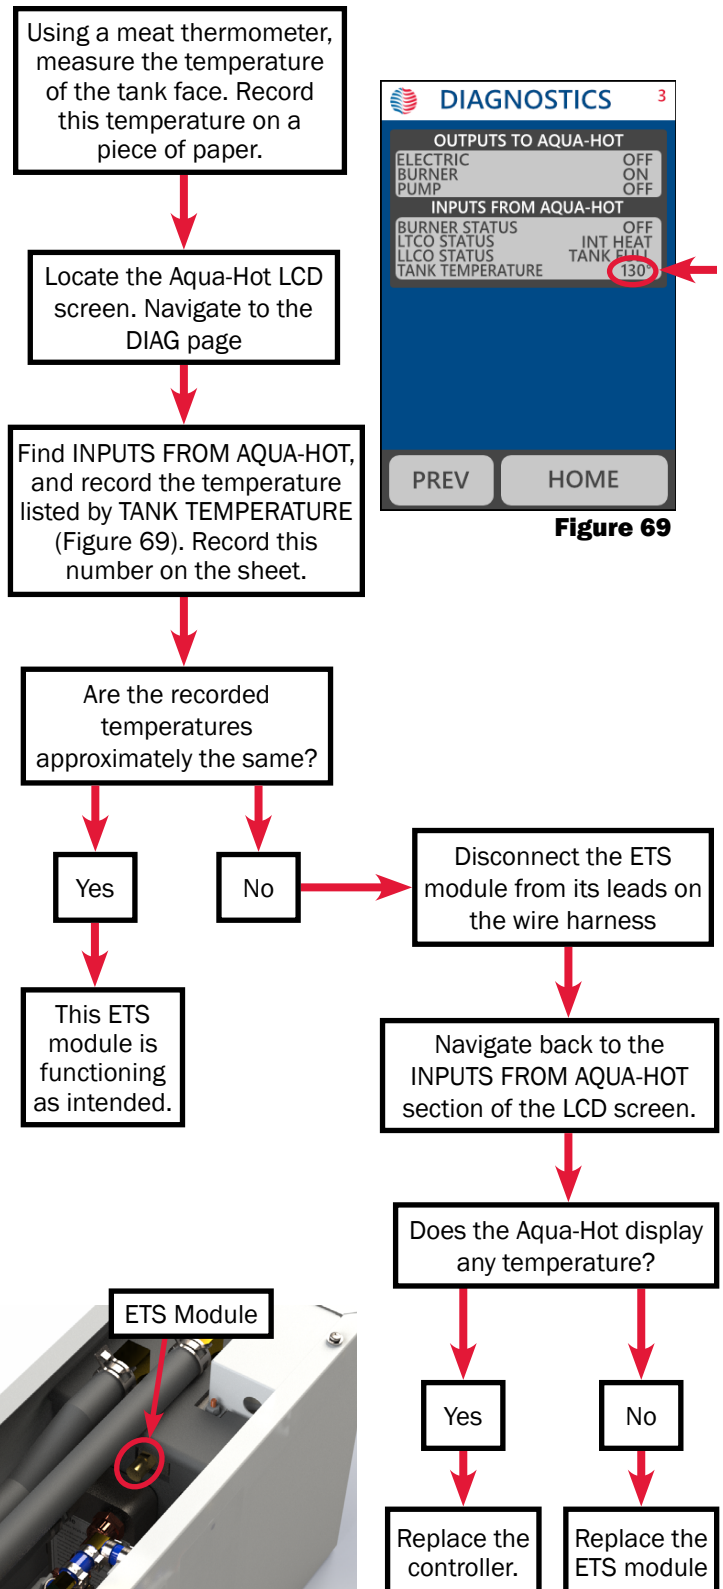 Using a meat thermometer,
measure the temperature
of the tank face. Record
this temperature on a
piece of paper.
DIAGNOSTICS 3
OUTPUTS TO AQUA-HOT
ELECTRIC OFF
BURNER ON
PUMP OFF
INPUTS FROM AQUA-HOT
BURNER STATUS OFF
LTCO STATUS INT HEAT
LLCO STATUS TANK FULL
TANK TEMPERATURE 130°
PREV HOME
Figure 69
Locate the Aqua-Hot LCD
screen. Navigate to the
DIAG page
Find INPUTS FROM AQUA-HOT,
and record the temperature
listed by TANK TEMPERATURE
(Figure 69). Record this
number on the sheet.
Are the recorded
temperatures
approximately the same?
Yes
No
This ETS
module is
functioning
as intended.
Disconnect the ETS
module from its leads on
the wire harness
Navigate back to the
INPUTS FROM AQUA-HOT
section of the LCD screen.
Does the Aqua-Hot display
any temperature?
Yes
No
Replace the
controller.
Replace the
ETS module
ETS Module